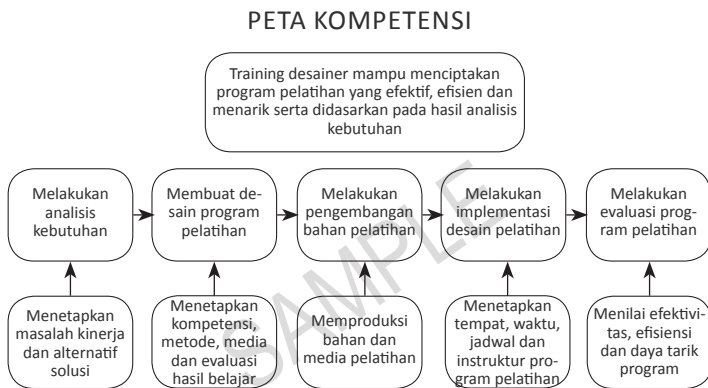 PETA KOMPETENSI
Training desainer mampu menciptakan
program pelatihan yang efektif, efisien dan
menarik serta didasarkan pada hasil analisis
kebutuhan
Melakukan
analisis
kebutuhan
Membuat de-
sain program
pelatihan
Melakukan
pengembangan
bahan pelatihan
Melakukan
implementasi
desain pelatihan
Melakukan
evaluasi prog-
ram pelatihan
Menetapkan
masalah kinerja
dan alternatif
solusi
Menetapkan
kompetensi,
metode, media
dan evaluasi
hasil belajar
Memproduksi
bahan dan
media pelatihan
Menetapkan
tempat, waktu,
jadwal dan
instruktur pro-
gram pelatihan
Menilai efektivi-
tas, efisiensi
dan daya tarik
program
SAMPLE